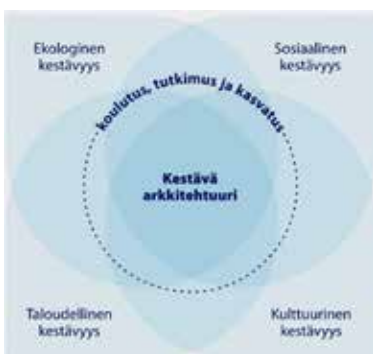 Ekologinen
kestävyys
Sosiaalinen
kestävyys
koulutus, tutkimus ja kasvatus
Kestävä
arkkitehtuuri
Taloudellinen
kestävyys
Kulttuurinen
kestävyys